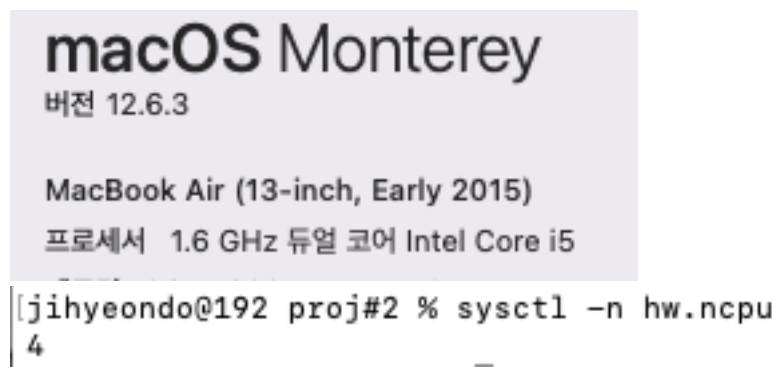 macOS Monterey
버전 12.6.3
MacBook Air (13-inch, Early 2015)
프로세서 1.6 GHz 듀얼 코어 Intel Core i5
[jihyeondo@192 proj#2 % sysctl -n hw.ncpu
4